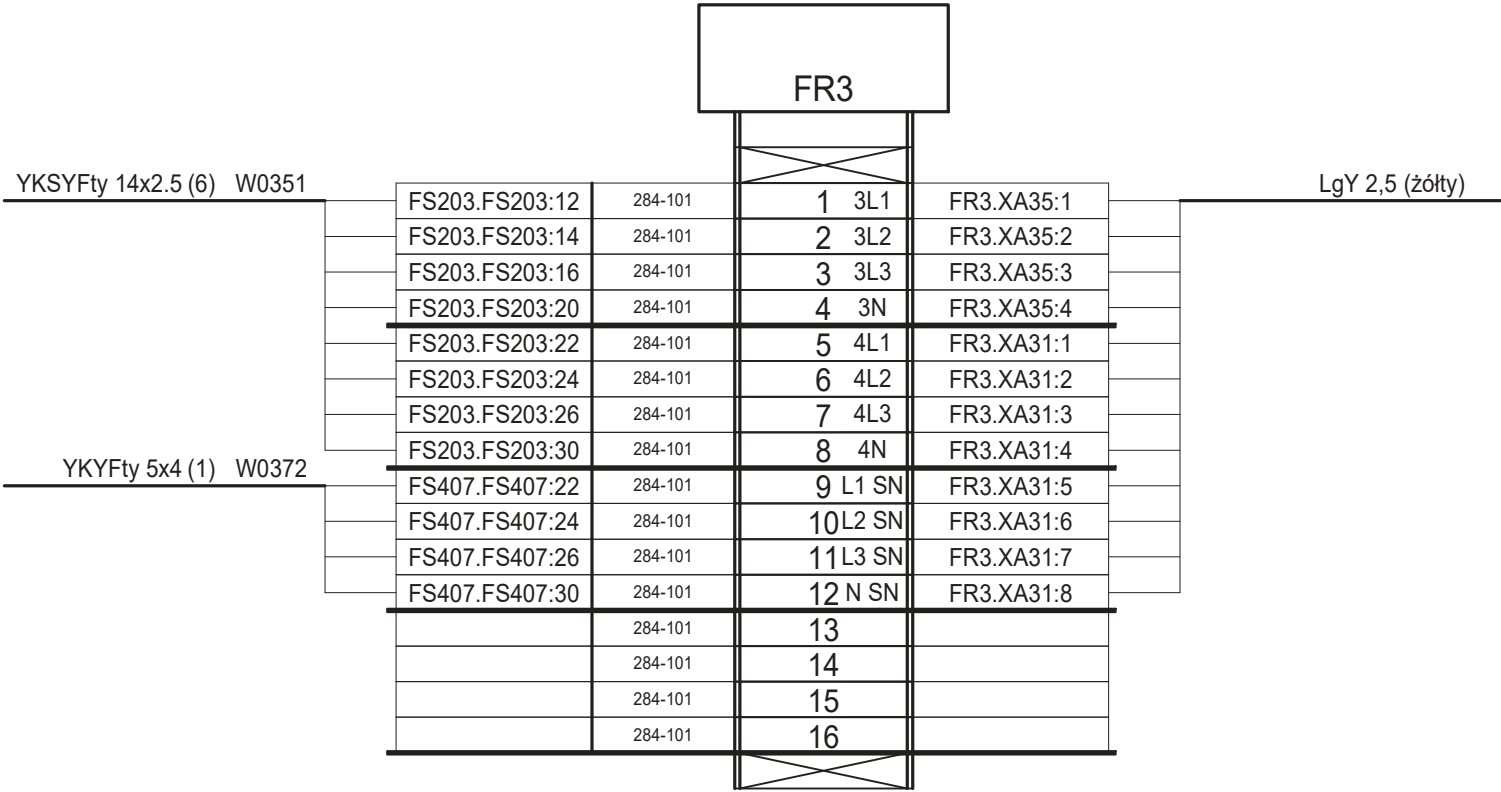 FR3
YKSYFty 14x2.5 (6) W0351
LgY 2,5 (żółty)
FS203.FS203:12 284-101 1 3L1 FR3.XA35:1
FS203.FS203:14 284-101 2 3L2 FR3.XA35:2
FS203.FS203:16 284-101 3 3L3 FR3.XA35:3
FS203.FS203:20 284-101 4 3N FR3.XA35:4
FS203.FS203:22 284-101 5 4L1 FR3.XA31:1
FS203.FS203:24 284-101 6 4L2 FR3.XA31:2
FS203.FS203:26 284-101 7 4L3 FR3.XA31:3
FS203.FS203:30 284-101 8 4N FR3.XA31:4
YKYFty 5x4 (1) W0372
FS407.FS407:22 284-101 9 L1 SN FR3.XA31:5
FS407.FS407:24 284-101 10 L2 SN FR3.XA31:6
FS407.FS407:26 284-101 11 L3 SN FR3.XA31:7
FS407.FS407:30 284-101 12 N SN FR3.XA31:8
284-101 13
284-101 14
284-101 15
284-101 16